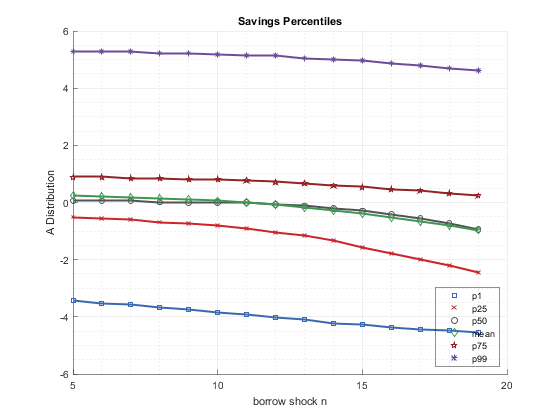 Savings Percentiles
6
4
2
0
-2
-4
-6
A Distribution
5
10
15
20
borrow shock n
p1
p25
p50
mean
p75
p99